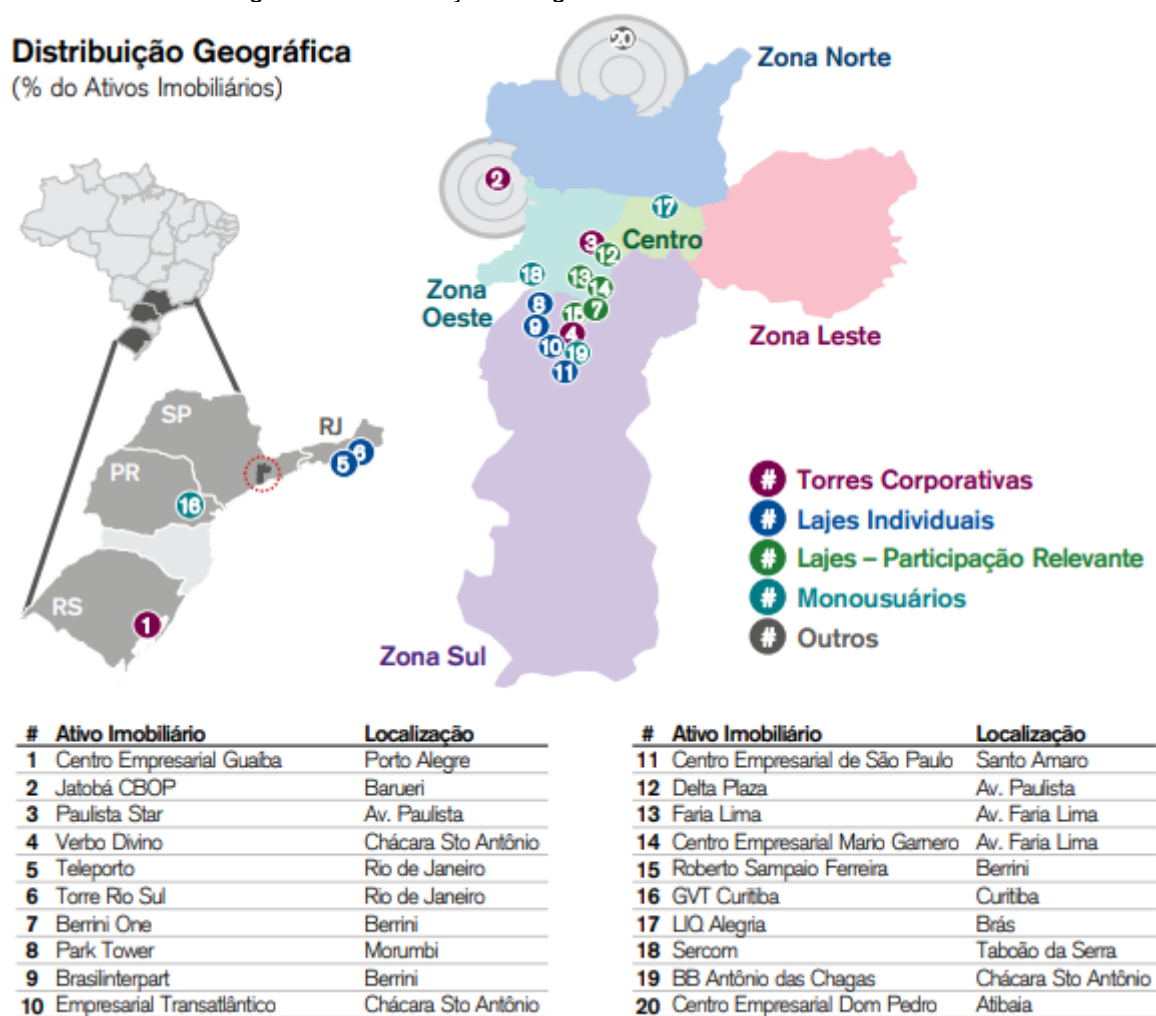 Distribuição Geográfica
(% do Ativos Imobiliários)
20
Zona Norte
2
17
3
Centro
12
18
13
14
Zona
Oeste
8
7
15
9
4
10
19
11
Zona Leste
SP
RJ
6
5
PR
16
RS
1
Zona Sul
# Torres Corporativas
# Lajes Individuais
# Lajes – Participação Relevante
# Monousuários
# Outros
# Ativo Imobiliário Localização
1 Centro Empresarial Guaíba Porto Alegre
2 Jatobá CBOP Barueri
3 Paulista Star Av. Paulista
4 Verbo Divino Chácara Sto Antônio
5 Teleporto Rio de Janeiro
6 Torre Rio Sul Rio de Janeiro
7 Berrini One Berrini
8 Park Tower Morumbi
9 Brasilinterpart Berrini
10 Empresarial Transatlântico Chácara Sto Antônio
# Ativo Imobiliário Localização
11 Centro Empresarial de São Paulo Santo Amaro
12 Delta Plaza Av. Paulista
13 Faria Lima Av. Faria Lima
14 Centro Empresarial Mario Garnero Av. Faria Lima
15 Roberto Sampaio Ferreira Berrini
16 GVT Curitiba Curitiba
17 LIQ Alegria Brás
18 Sercom Taboão da Serra
19 BB Antônio das Chagas Chácara Sto Antônio
20 Centro Empresarial Dom Pedro Atibaia